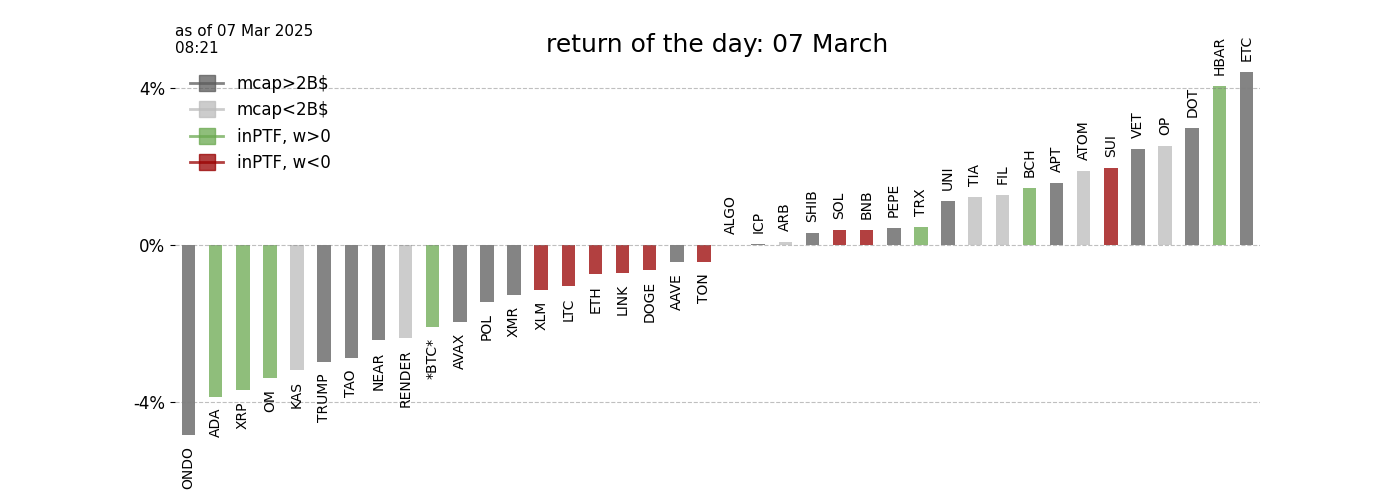 as of 07 Mar 2025
08:21
return of the day: 07 March
mcap>2B$
mcap<2B$
inPTF, w>0
inPTF, w<0
4%
0%
-4%
ONDO
ADA
XRP
OM
KAS
TRUMP
TAO
NEAR
RENDER
*BTC*
AVAX
POL
XMR
XLM
LTC
ETH
LINK
DOGE
AAVE
TON
ALGO
ICP
ARB
SHIB
SOL
BNB
PEPE
TRX
UNI
TIA
FIL
BCH
APT
ATOM
SUI
VET
OP
DOT
HBAR
ETC